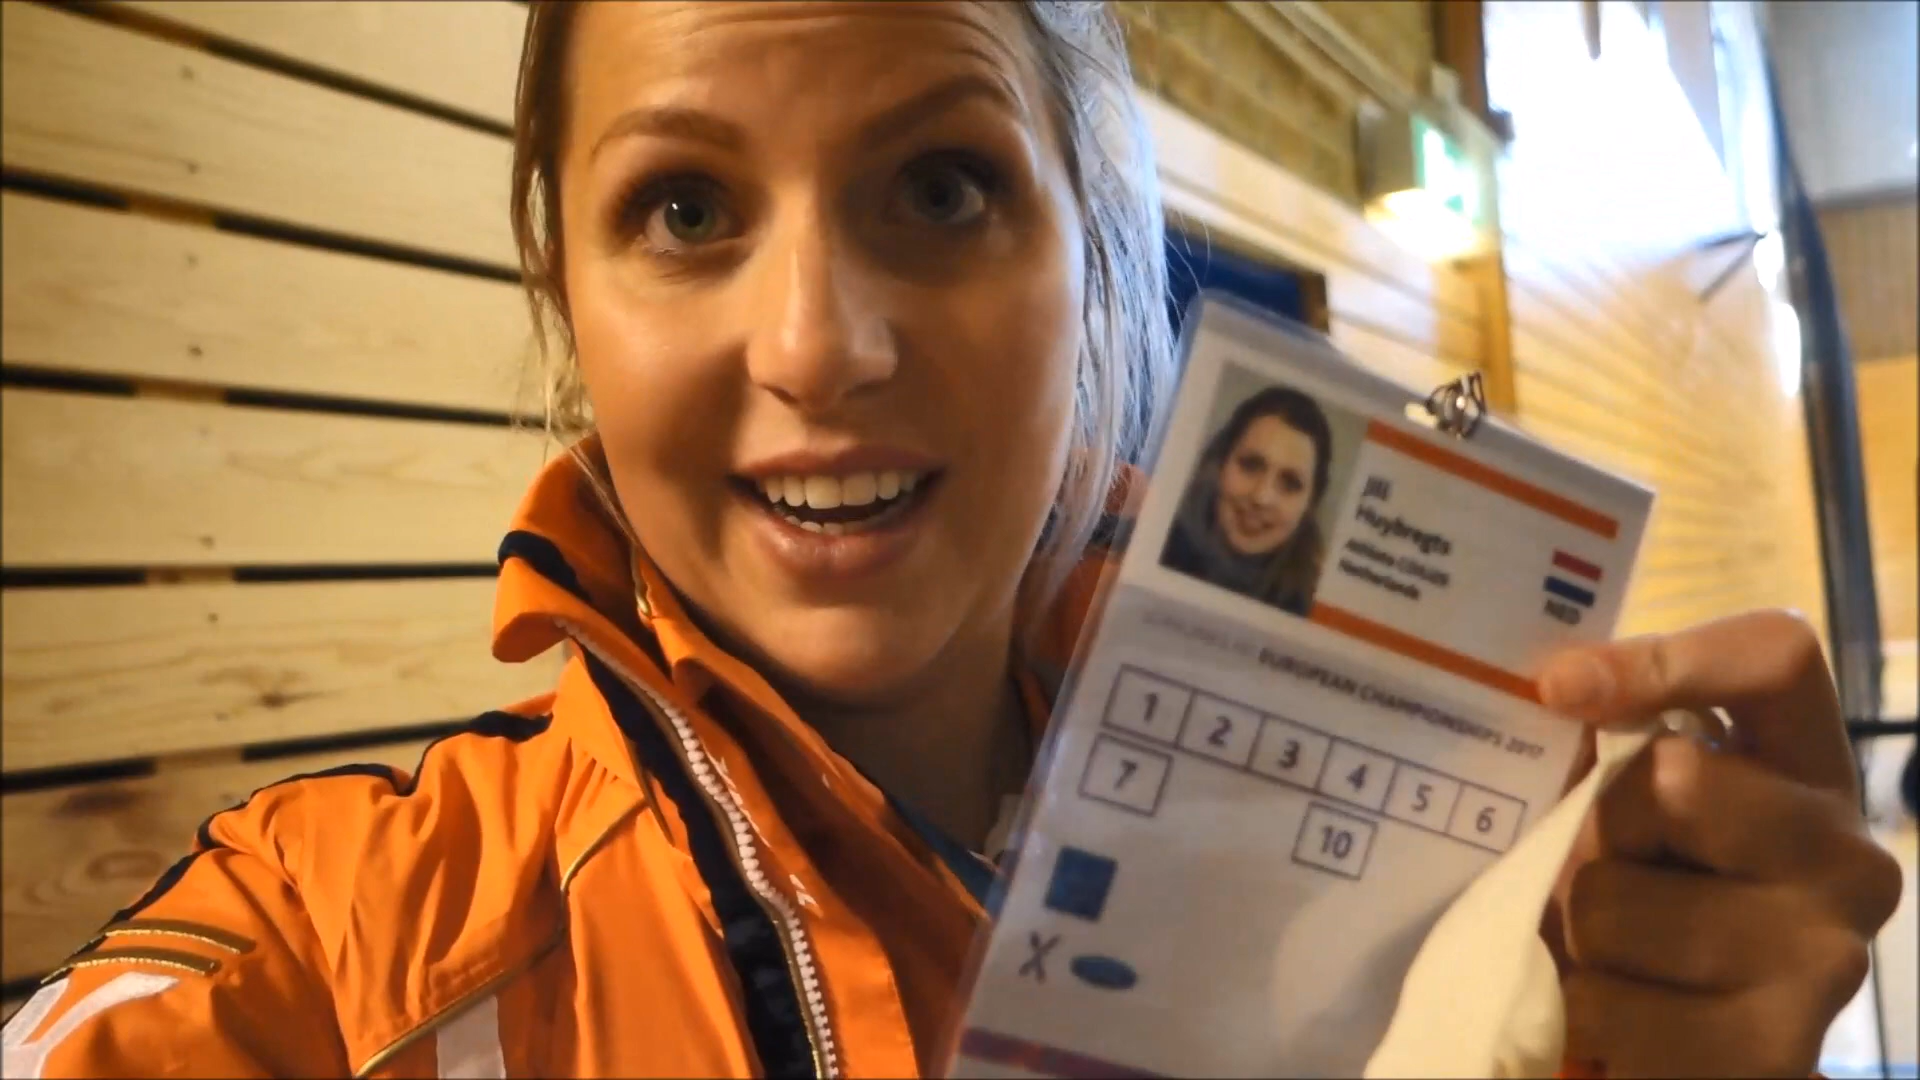 Jill
Huybregts
Athlete
Netherlands
NED
EUROPEAN CHAMPIONSHIPS 2017
1 2 3 4 5 6
7 10
X